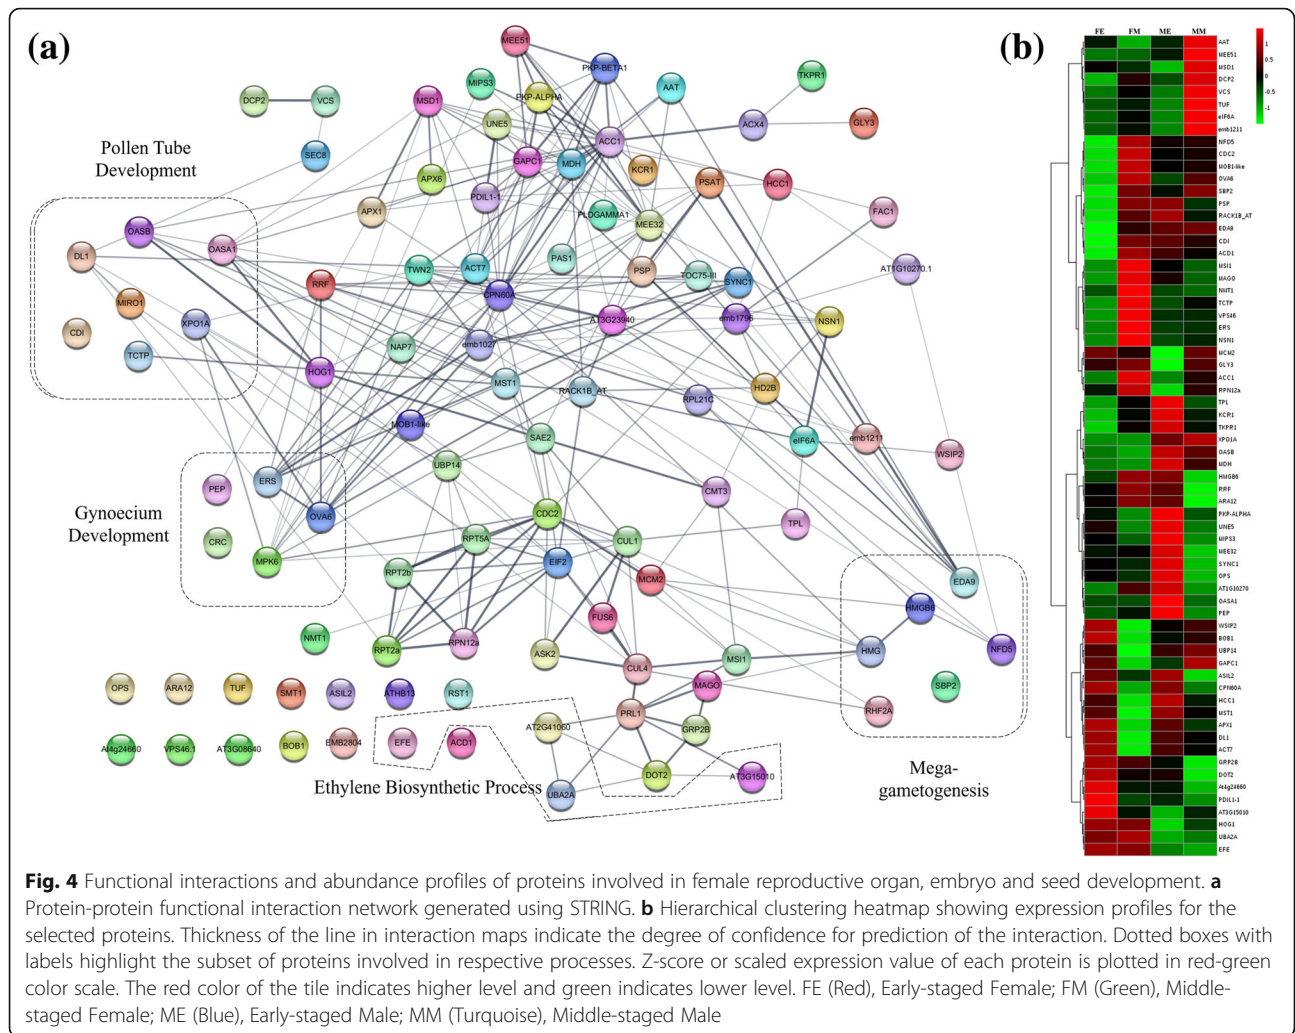 (a)
MEE51
PKP-BETA1
MIPS3
PKP-ALPHA
AAT
TKPR1
DCP2
VCS
MSD1
UNE5
ACX4
GLY3
SEC8
ACC1
Pollen Tube
Development
GAPC1
MDH
KCR1
APX6
PSAT
HCC1
PDIL1-1
APX1
PLDGAMMA1
MEE32
FAC1
OASB
OASA1
DL1
TWN2
ACT7
PAS1
PSP
TOC75-III
SYNC1
AT1G10270.1
RRF
CPN60A
MIRO1
XPO1A
CDI
TCTP
AT3G23940
emb1796
NSN1
NAP7
emb1027
HOG1
MST1
RACK1B_AT
RPL21C
HD2B
MOB1-like
SAE2
eIF6A
emb1211
WSIP2
UBP14
PEP
ERS
Gynoecium
Development
OVA6
CMT3
CDC2
TPL
CRC
MPK6
RPT5A
CUL1
RPT2b
EIF2
MCM2
EDA9
HMGB6
FUS6
NMT1
RPT2a
RPN12a
ASK2
CUL4
MSI1
HMG
NFD5
OPS
ARA12
TUF
SMT1
ASIL2
ATHB13
RST1
MAGO
SBP2
PRL1
RHF2A
AT2G41060
GRP2B
At4g24660
VPS46.1
AT3G08640
BOB1
EMB2804
EFE
ACD1
Ethylene Biosynthetic Process
DOT2
AT3G15010
UBA2A
Mega-
gametogenesis
(b)
FE FM ME MM
1
0.5
0
-0.5
-1
AAT
MEE51
MSD1
DCP2
VCS
TUF
eIF6A
emb1211
NFD5
CDC2
MOB1-like
OVA6
SBP2
PSP
RACK1B_AT
EDA9
CDI
ACD1
MSI1
MAGO
NMT1
TCTP
VPS46
ERS
NSN1
MCM2
GLY3
ACC1
RPN12a
TPL
KCR1
TKPR1
XPO1A
OASB
MDH
HMGB6
RRF
ARA12
PKP-ALPHA
UNE5
MIPS3
MEE32
SYNC1
OPS
AT1G10270
OASA1
PEP
WSIP2
BOB1
UBP14
GAPC1
ASIL2
CPN60A
HCC1
MST1
APX1
DL1
ACT7
GRP2B
DOT2
At4g24660
PDIL1-1
AT3G15010
HOG1
UBA2A
EFE
Fig. 4 Functional interactions and abundance profiles of proteins involved in female reproductive organ, embryo and seed development. a
Protein-protein functional interaction network generated using STRING. b Hierarchical clustering heatmap showing expression profiles for the
selected proteins. Thickness of the line in interaction maps indicate the degree of confidence for prediction of the interaction. Dotted boxes with
labels highlight the subset of proteins involved in respective processes. Z-score or scaled expression value of each protein is plotted in red-green
color scale. The red color of the tile indicates higher level and green indicates lower level. FE (Red), Early-staged Female; FM (Green), Middle-
staged Female; ME (Blue), Early-staged Male; MM (Turquoise), Middle-staged Male